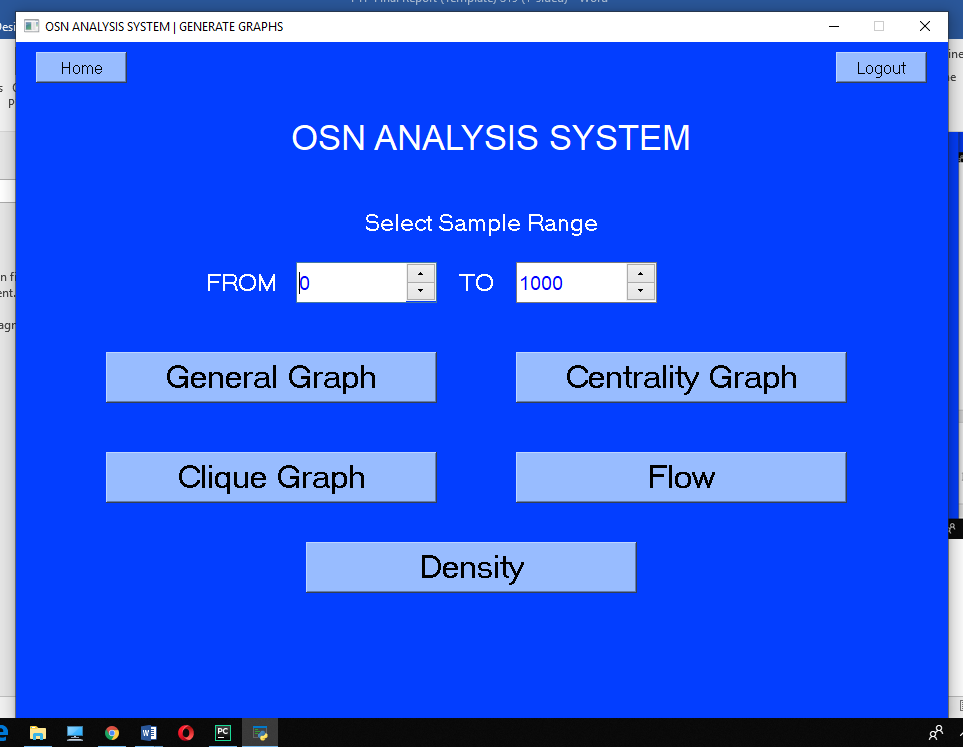 OSN ANALYSIS SYSTEM | GENERATE GRAPHS
Home
Logout
OSN ANALYSIS SYSTEM
Select Sample Range
FROM 0 TO 1000
General Graph
Centrality Graph
Clique Graph
Flow
Density
PC